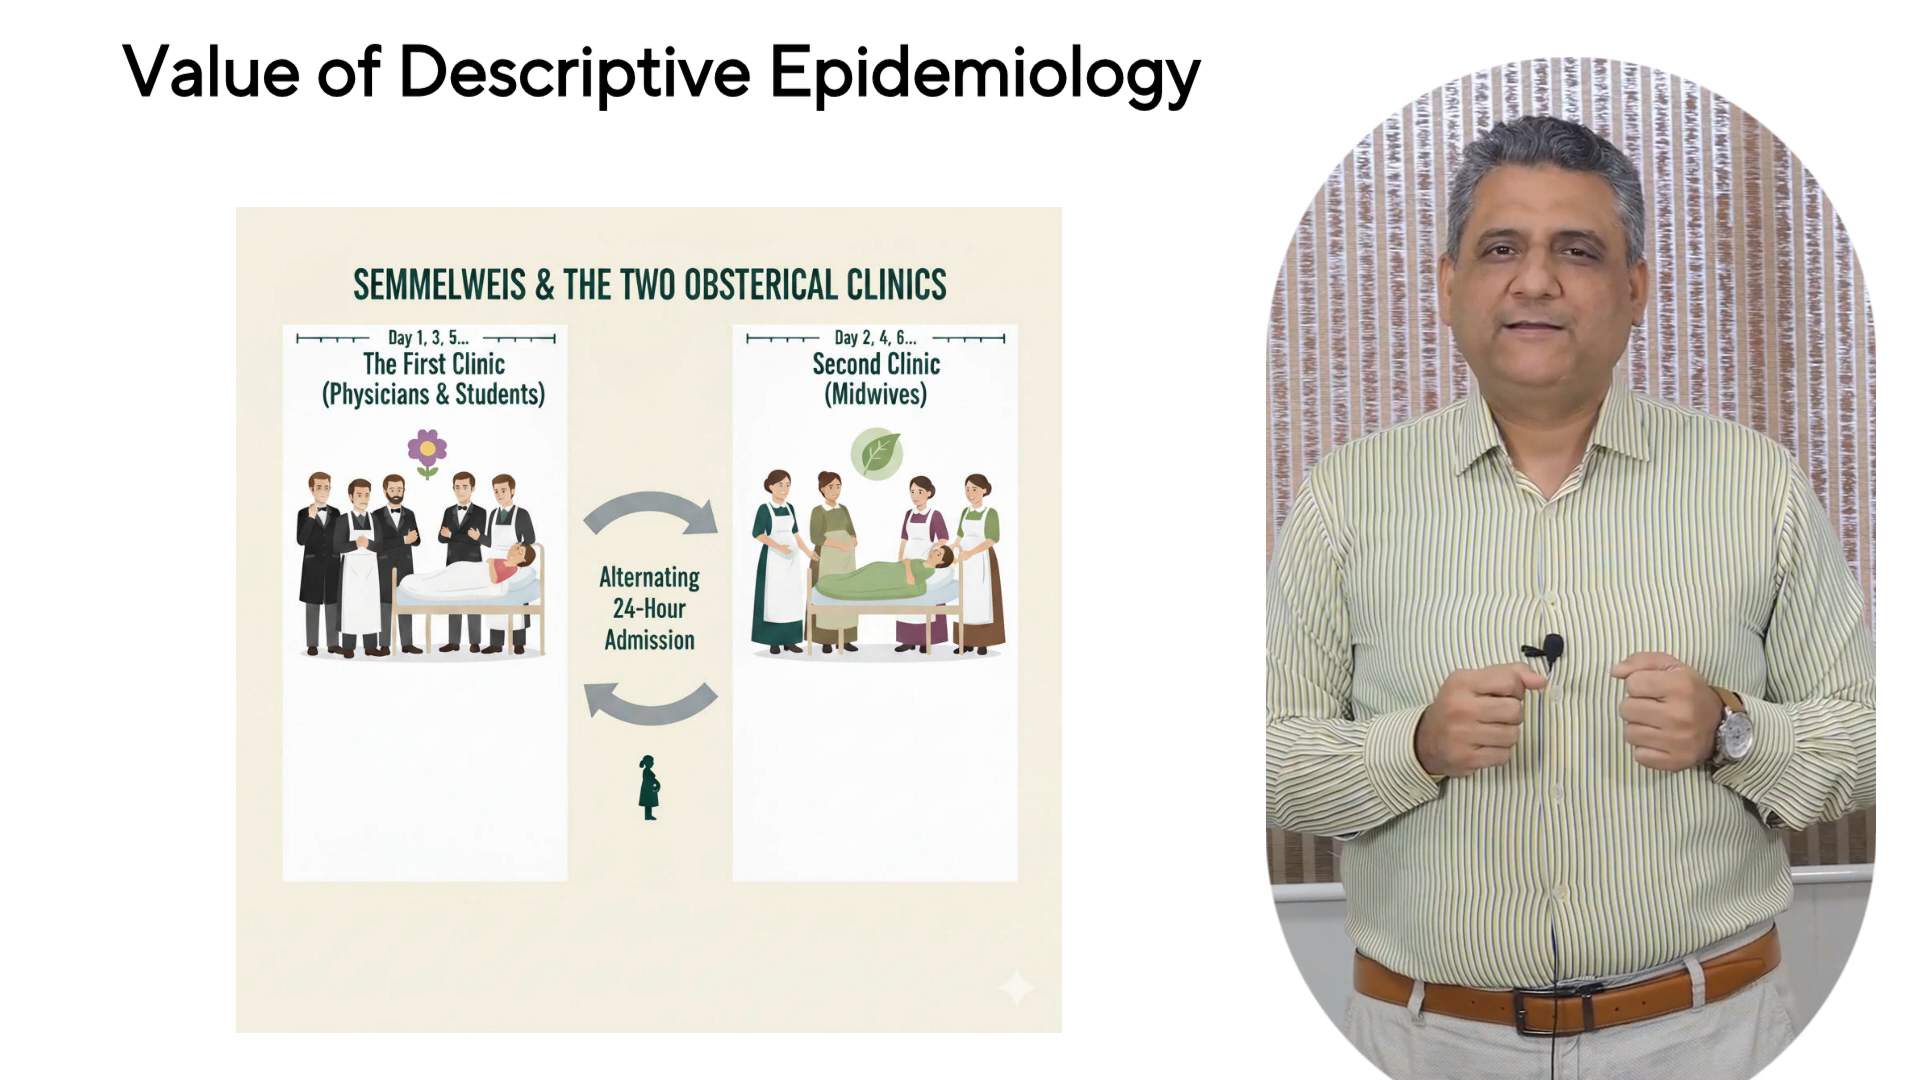 Value of Descriptive Epidemiology
SEMMELWEIS & THE TWO OBSTERICAL CLINICS
Day 1, 3, 5...
The First Clinic
(Physicians & Students)
Alternating
24-Hour
Admission
Day 2, 4, 6...
Second Clinic
(Midwives)